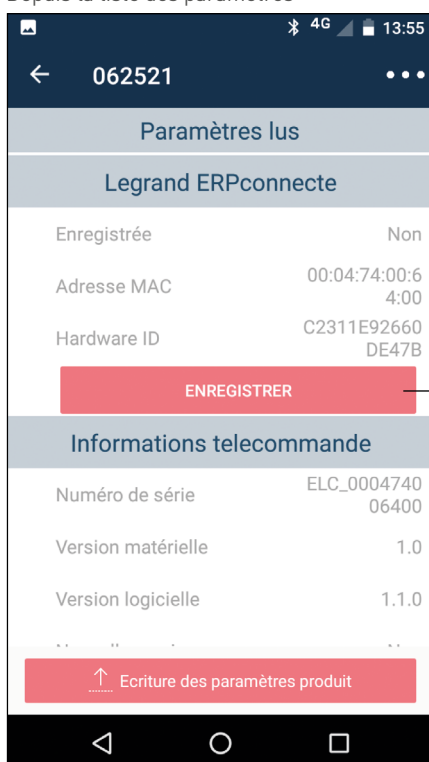 Depuis la liste des paramètres
4G 13:55
062521
Paramètres lus
Legrand ERPconnecte
Enregistrée Non
Adresse MAC 00:04:74:00:6
4:00
Hardware ID C2311E92660
DE47B
ENREGISTRER
Informations telecommande
Numéro de série ELC_0004740
06400
Version matérielle 1.0
Version logicielle 1.1.0
Ecriture des paramètres produit